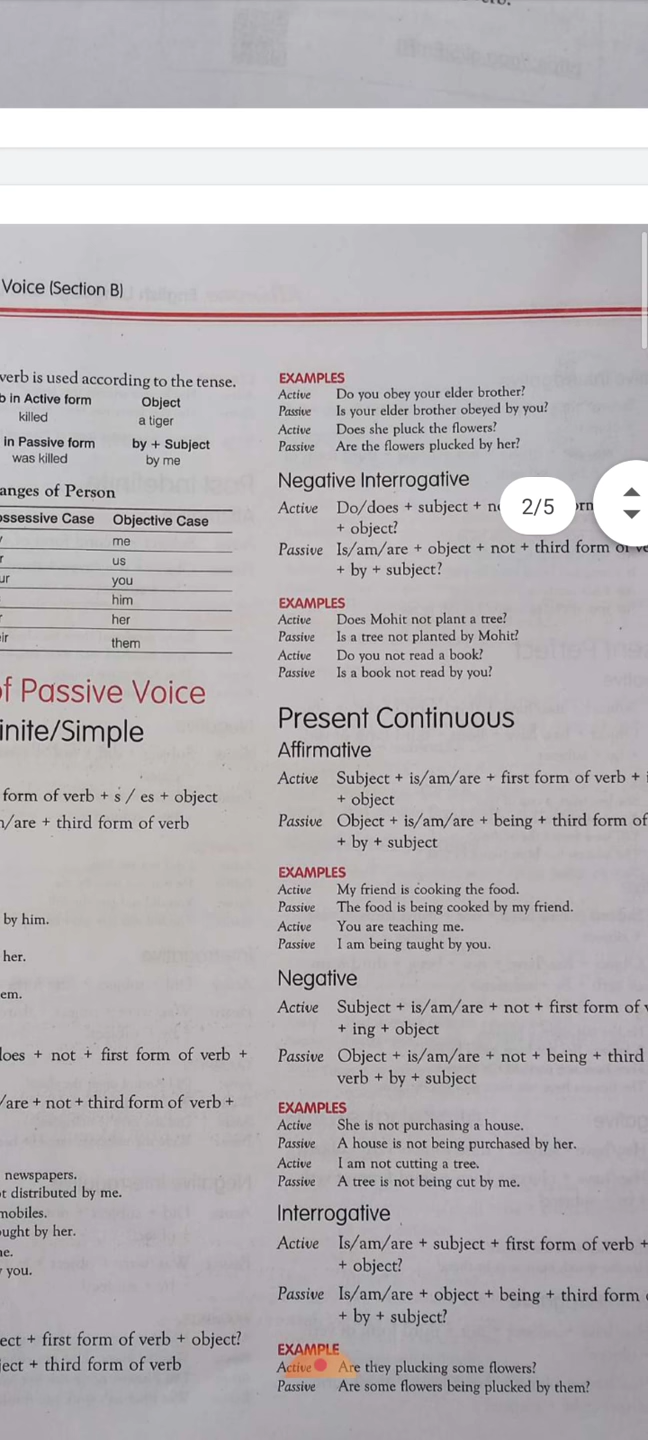 Voice (Section B)
verb is used according to the tense.
b in Active form Object
killed a tiger
in Passive form by + Subject
was killed by me
anges of Person
ossessive Case Objective Case
me
us
ur you
him
her
eir them
of Passive Voice
inite/Simple
form of verb + s / es + object
/are + third form of verb
by him.
her.
em.
loes + not + first form of verb +
/are + not + third form of verb +
newspapers.
ot distributed by me.
mobiles.
ought by her.
ne.
you.
ect + first form of verb + object?
ject + third form of verb
EXAMPLES
Active Do you obey your elder brother?
Passive Is your elder brother obeyed by you?
Active Does she pluck the flowers?
Passive Are the flowers plucked by her?
Negative Interrogative
Active Do/does + subject +
+ object?
Passive Is/am/are + object + not + third form of
+ by + subject?
2/5
EXAMPLES
Active Does Mohit not plant a tree?
Passive Is a tree not planted by Mohit?
Active Do you not read a book?
Passive Is a book not read by you?
Present Continuous
Affirmative
Active Subject + is/am/are + first form of verb +
+ object
Passive Object + is/am/are + being + third form of
+ by + subject
EXAMPLES
Active My friend is cooking the food.
Passive The food is being cooked by my friend.
Active You are teaching me.
Passive I am being taught by you.
Negative
Active Subject + is/am/are + not + first form of
+ ing + object
Passive Object + is/am/are + not + being + third
verb + by + subject
EXAMPLES
Active She is not purchasing a house.
Passive A house is not being purchased by her.
Active I am not cutting a tree.
Passive A tree is not being cut by me.
Interrogative
Active Is/am/are + subject + first form of verb +
+ object?
Passive Is/am/are + object + being + third form
+ by + subject?
EXAMPLE
Active Are they plucking some flowers?
Passive Are some flowers being plucked by them?